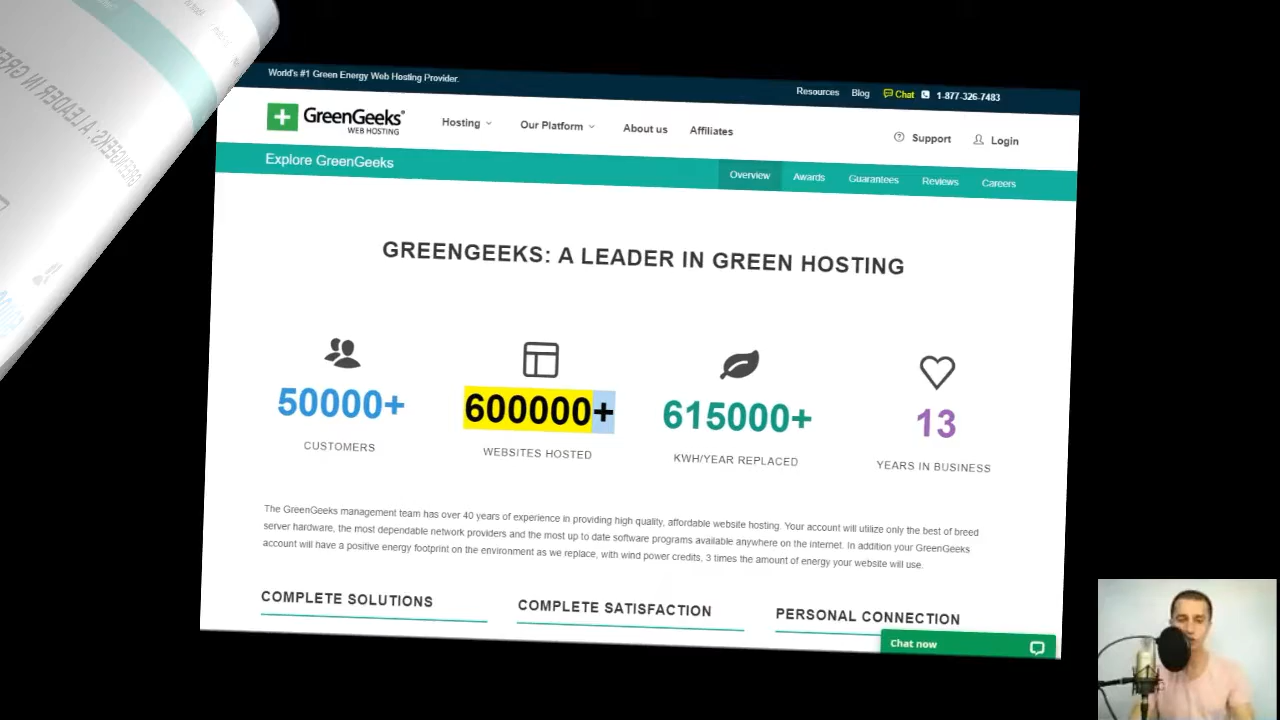 World's #1 Green Energy Web Hosting Provider.
Resources Blog Chat 1-877-326-7483
GreenGeeks®
WEB HOSTING
Hosting Our Platform About us Affiliates
Support Login
Explore GreenGeeks
Overview Awards Guarantees Reviews Careers
GREENGEEKS: A LEADER IN GREEN HOSTING
50000+ 600000+ 615000+ 13
CUSTOMERS WEBSITES HOSTED KWH/YEAR REPLACED YEARS IN BUSINESS
The GreenGeeks management team has over 40 years of experience in providing high quality, affordable website hosting. Your account will utilize only the best of breed
server hardware, the most dependable network providers and the most up to date software programs available anywhere on the internet. In addition your GreenGeeks
account will have a positive energy footprint on the environment as we replace, with wind power credits, 3 times the amount of energy your website will use.
COMPLETE SOLUTIONS COMPLETE SATISFACTION PERSONAL CONNECTION
Chat now